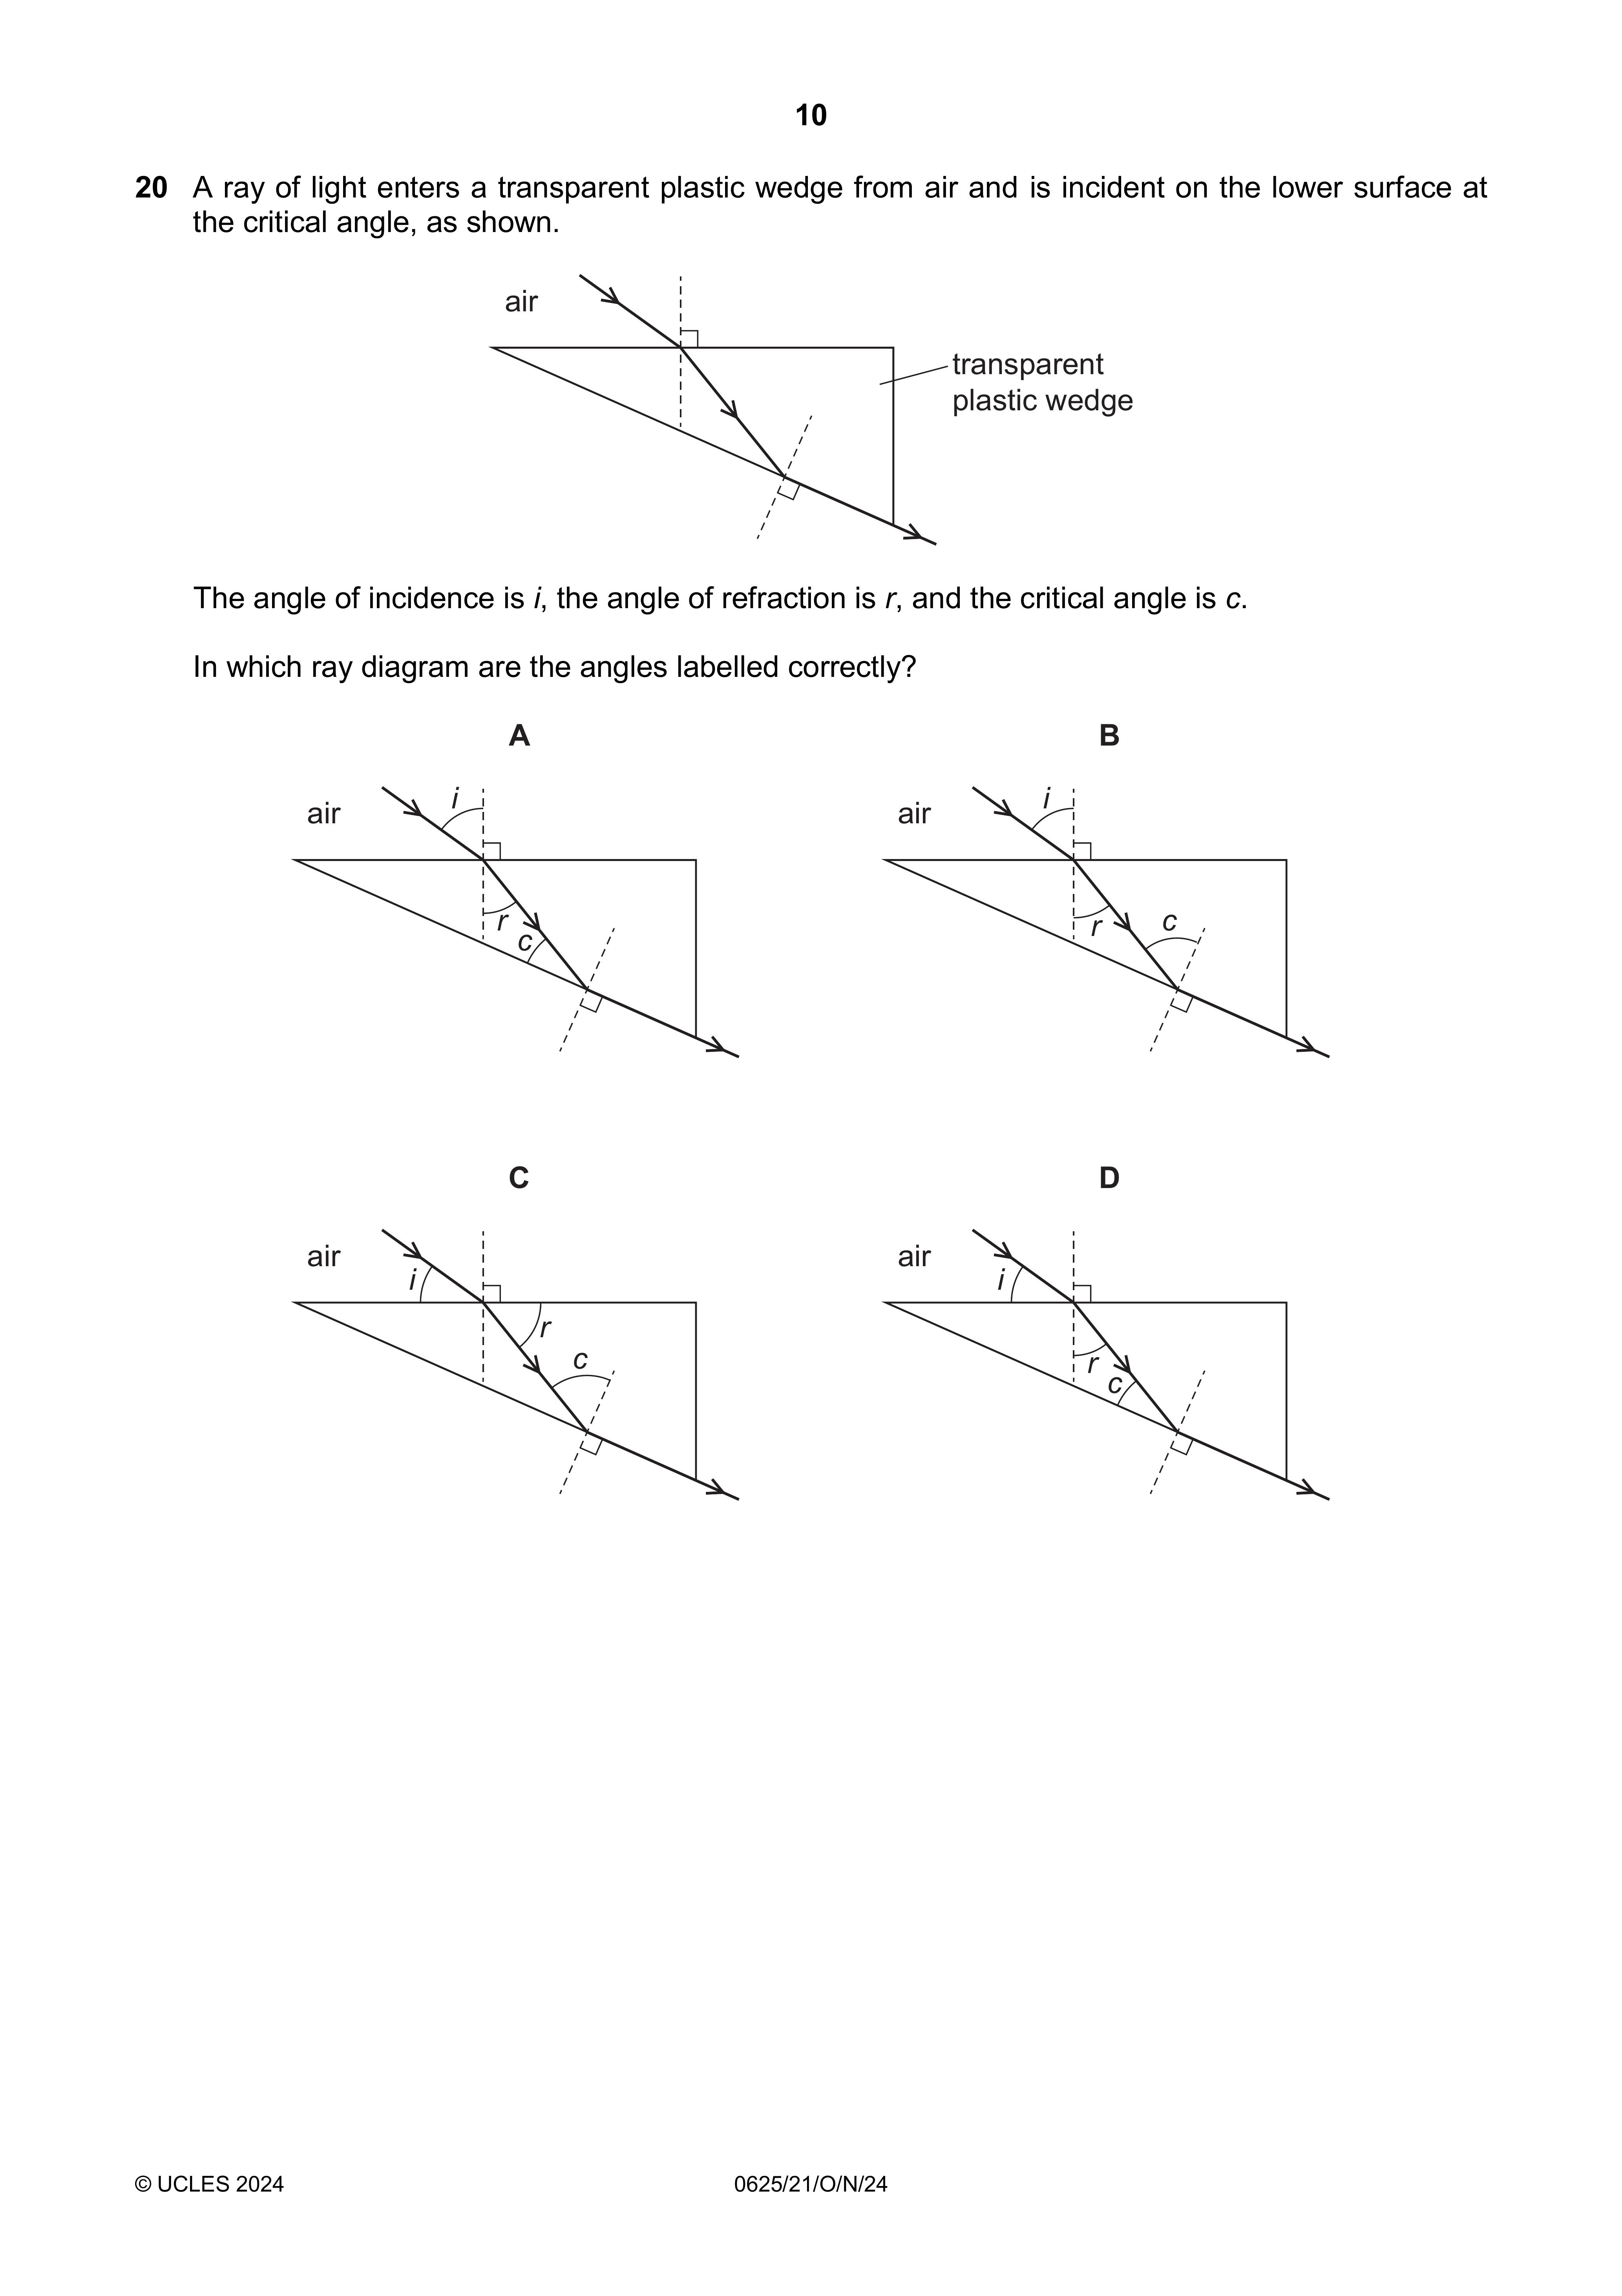 10
20 A ray of light enters a transparent plastic wedge from air and is incident on the lower surface at
the critical angle, as shown.
air
transparent
plastic wedge
The angle of incidence is i, the angle of refraction is r, and the critical angle is c.
In which ray diagram are the angles labelled correctly?
A
B
air
i
r
c
air
i
r
c
C
D
air
i
r
c
air
i
r
c
© UCLES 2024
0625/21/O/N/24